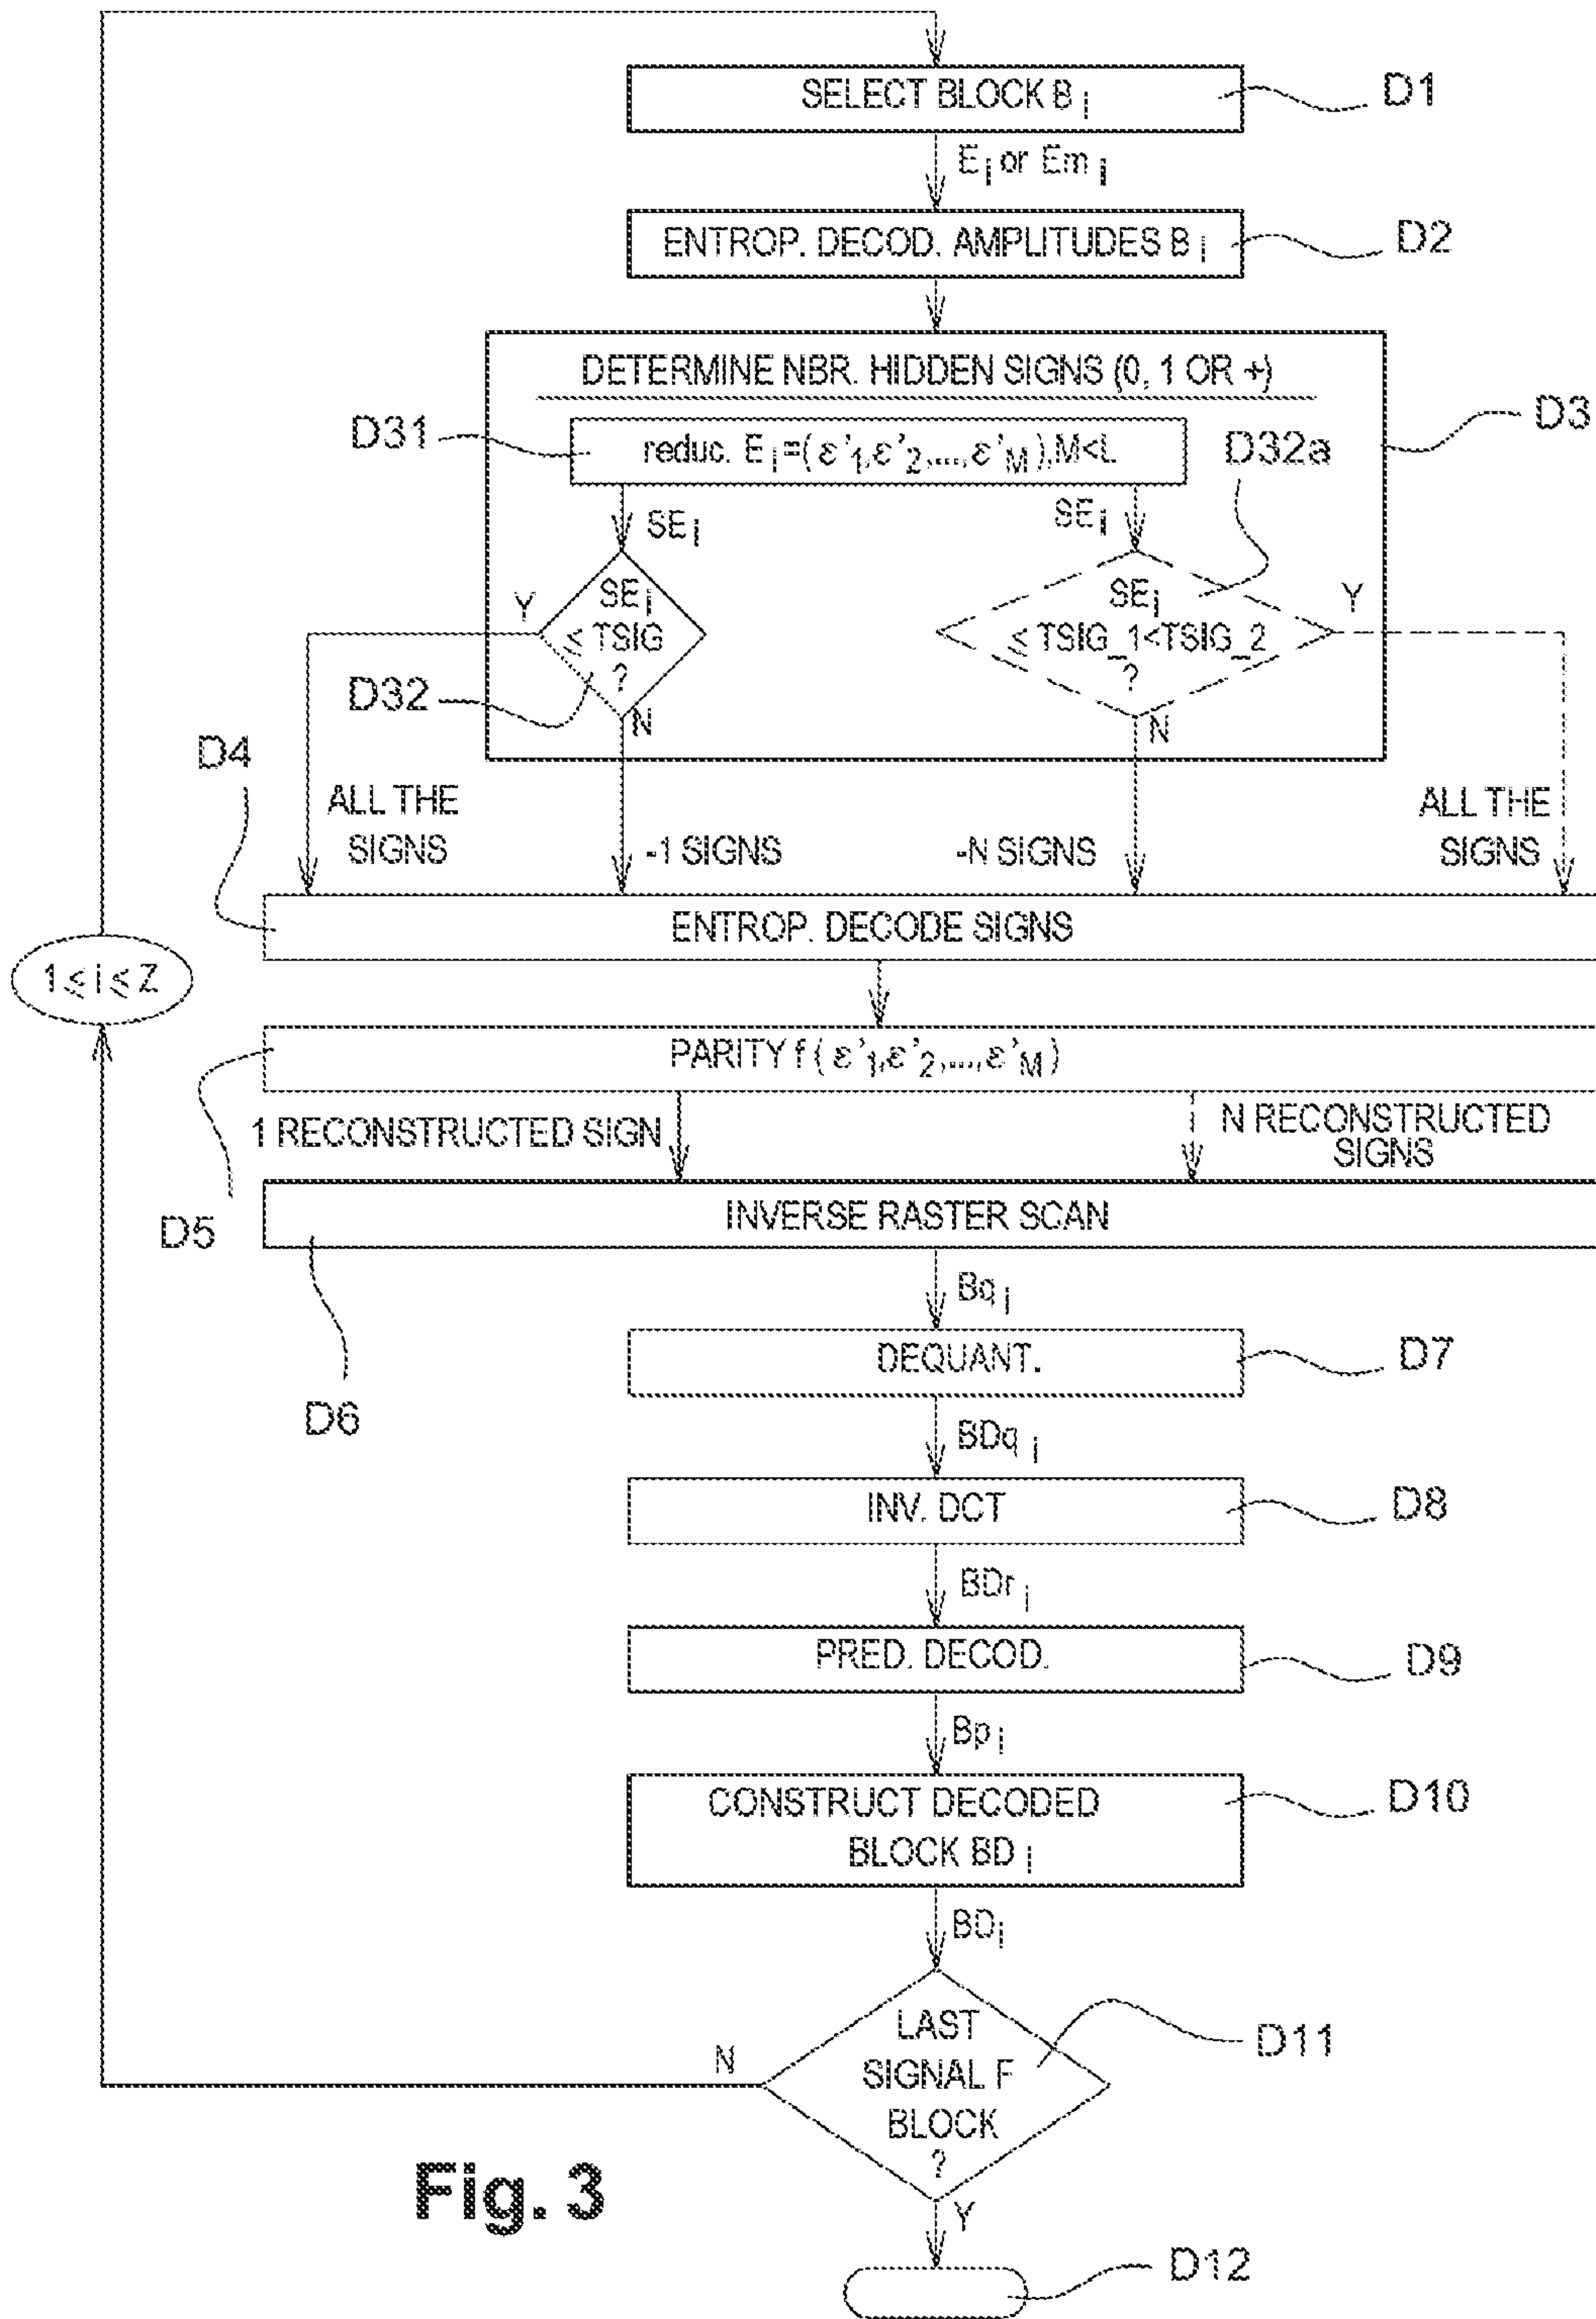 SELECT BLOCK B i
D1
E i or Em i
ENTROP. DECOD. AMPLITUDES B i
D2
DETERMINE NBR. HIDDEN SIGNS (0, 1 OR +)
D3
D31
reduc. E i =(ε'1,ε'2,...,ε'M),M<L
D32a
SE i
SE i
Y
SE i
≤ TSIG
?
N
D32
SE i
≤ TSIG_1<TSIG_2
?
Y
N
D4
ALL THE
SIGNS
-1 SIGNS
-N SIGNS
ALL THE
SIGNS
ENTROP. DECODE SIGNS
1 ≤ i ≤ Z
PARITY f ( ε'1,ε'2,...,ε'M)
D5
1 RECONSTRUCTED SIGN
N RECONSTRUCTED
SIGNS
INVERSE RASTER SCAN
D6
Bq i
DEQUANT.
D7
BDq i
INV. DCT
D8
BDr i
PRED. DECOD.
D9
Bp i
CONSTRUCT DECODED
BLOCK BD i
D10
BD i
N
LAST
SIGNAL F
BLOCK
?
D11
Y
D12
Fig. 3